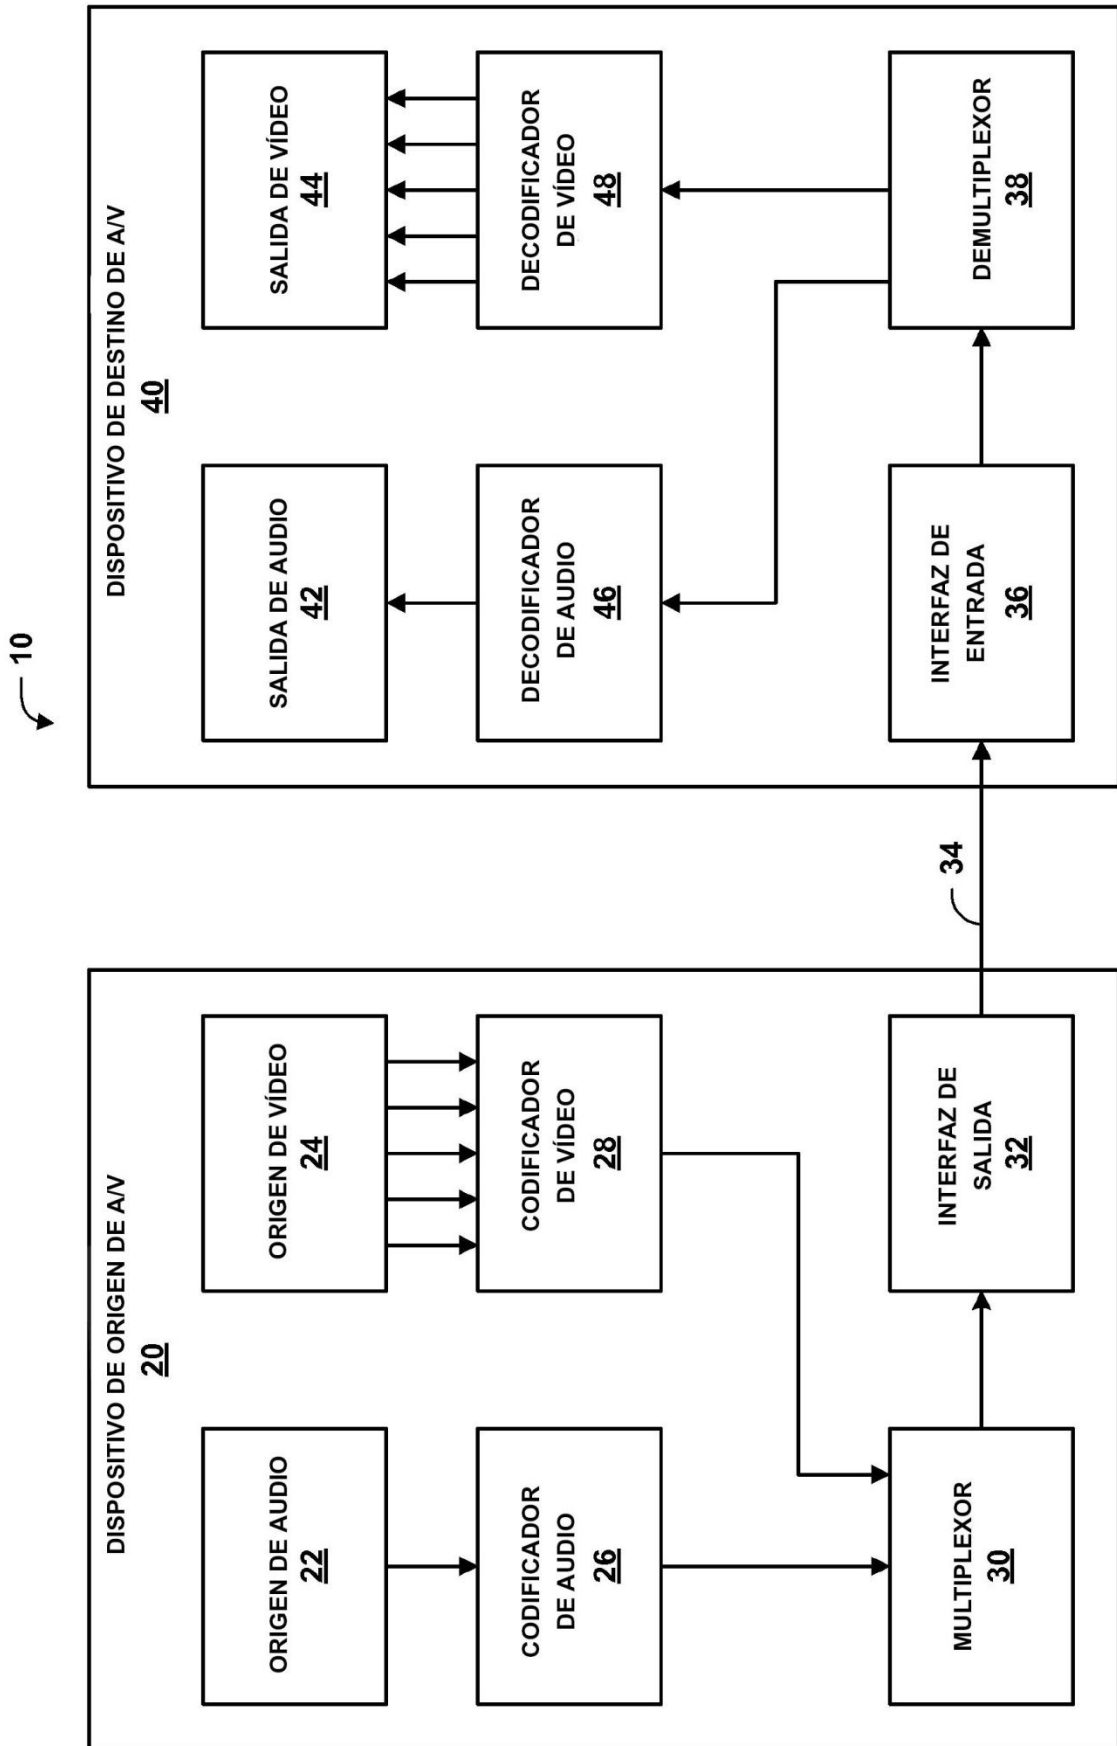 10
DISPOSITIVO DE ORIGEN DE A/V
20
ORIGEN DE AUDIO
22
ORIGEN DE VÍDEO
24
CODIFICADOR
DE AUDIO
26
CODIFICADOR
DE VÍDEO
28
MULTIPLEXOR
30
INTERFAZ DE
SALIDA
32
34
DISPOSITIVO DE DESTINO DE A/V
40
SALIDA DE AUDIO
42
SALIDA DE VÍDEO
44
DECODIFICADOR
DE AUDIO
46
DECODIFICADOR
DE VÍDEO
48
INTERFAZ DE
ENTRADA
36
DEMULTIPLEXOR
38